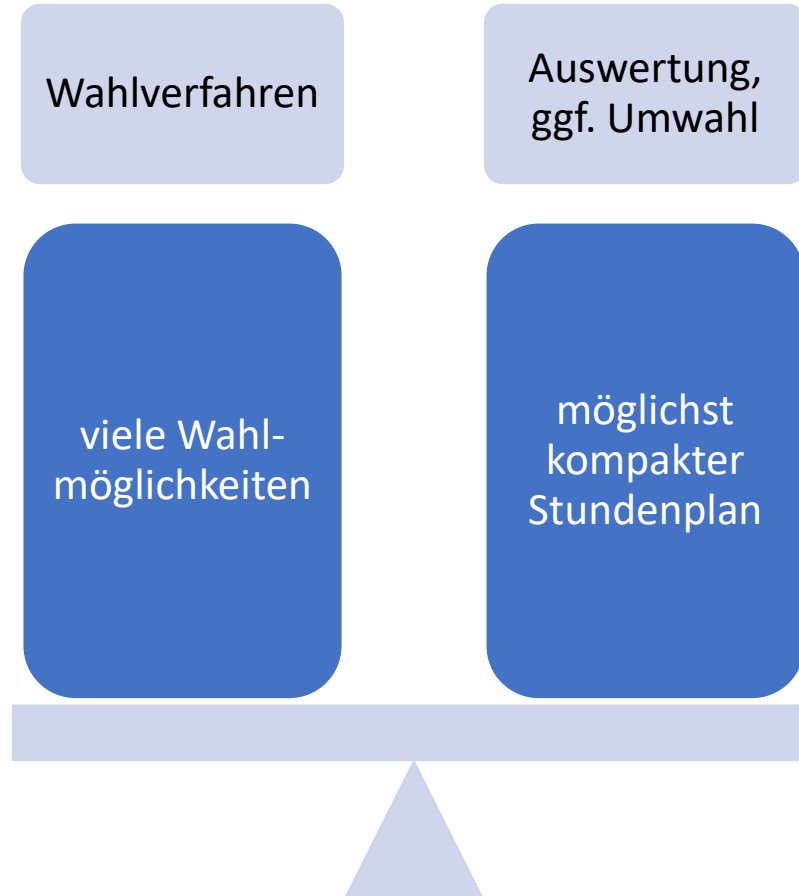 Wahlverfahren
Auswertung,
ggf. Umwahl
viele Wahl-
möglichkeiten
möglichst
kompakter
Stundenplan